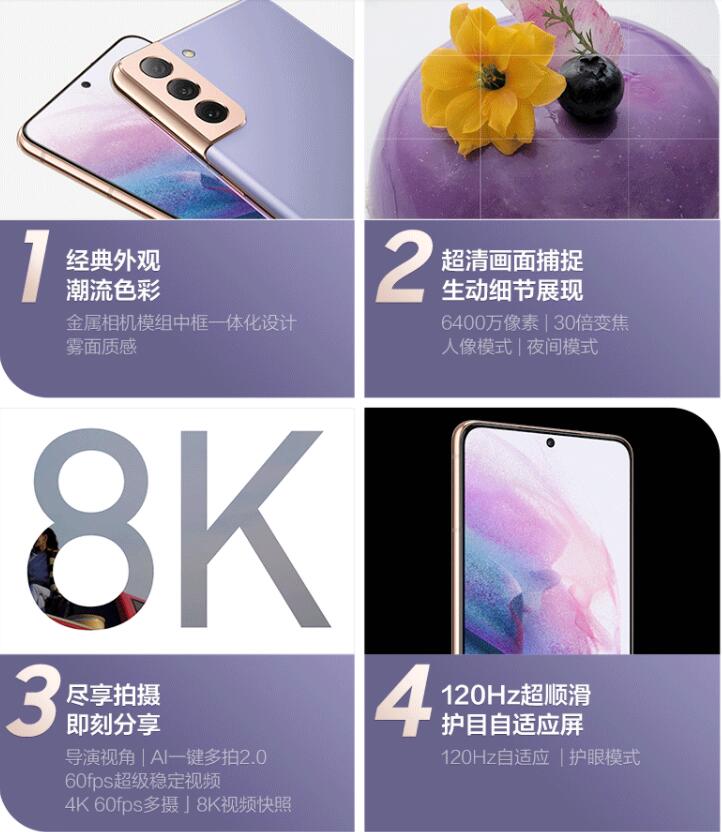 1
经典外观
潮流色彩
金属相机模组中框一体化设计
雾面质感
2
超清画面捕捉
生动细节展现
6400万像素 | 30倍变焦
人像模式 | 夜间模式
8K
3
尽享拍摄
即刻分享
导演视角 | AI一键多拍2.0
60fps超级稳定视频
4K 60fps多摄 | 8K视频快照
4
120Hz超顺滑
护目自适应屏
120Hz自适应 | 护眼模式